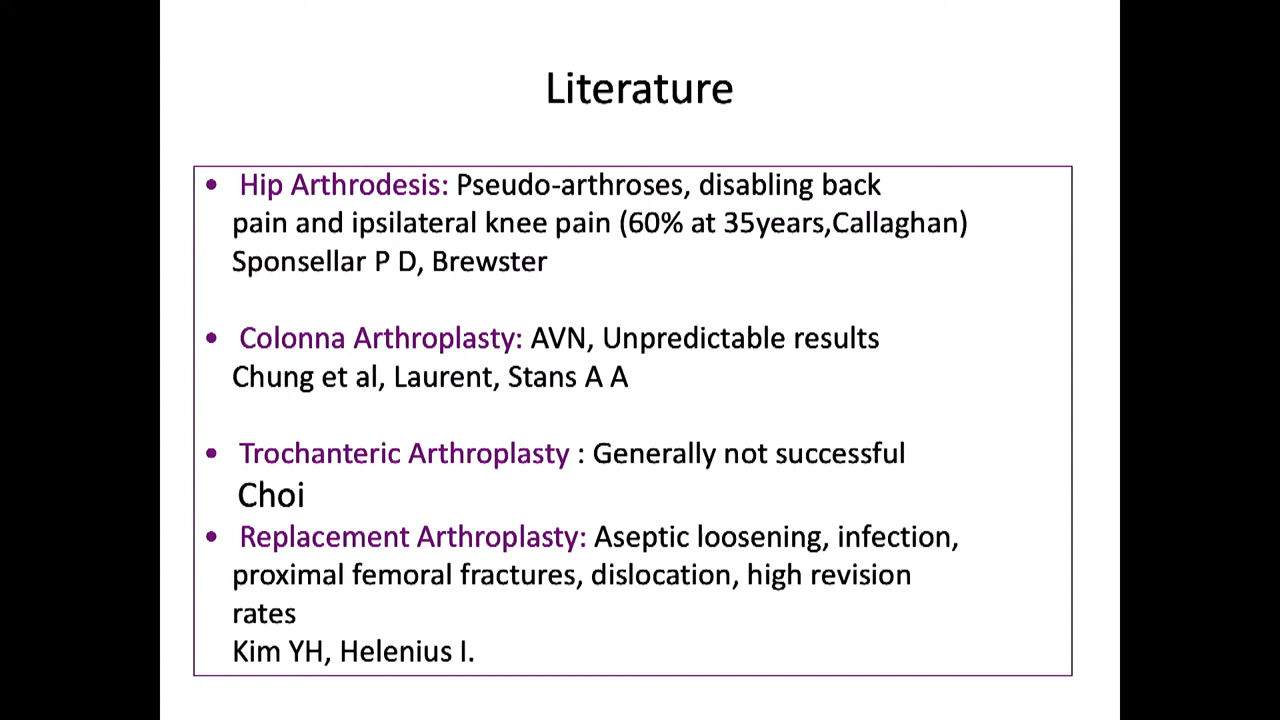 Literature
• Hip Arthrodesis: Pseudo-arthroses, disabling back
pain and ipsilateral knee pain (60% at 35years,Callaghan)
Sponsellar P D, Brewster
• Colonna Arthroplasty: AVN, Unpredictable results
Chung et al, Laurent, Stans A A
• Trochanteric Arthroplasty : Generally not successful
Choi
• Replacement Arthroplasty: Aseptic loosening, infection,
proximal femoral fractures, dislocation, high revision
rates
Kim YH, Helenius I.